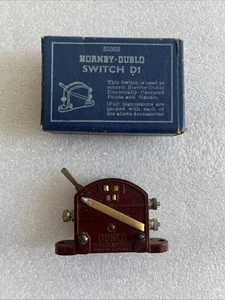 32302
HORNBY-DUBLO
SWITCH D1
This Switch is used to
control Hornby-Dublo
Electrically-Operated
Points and Signals.
(Full Instructions are
packed with each of
the above Accessories)
DUBLO